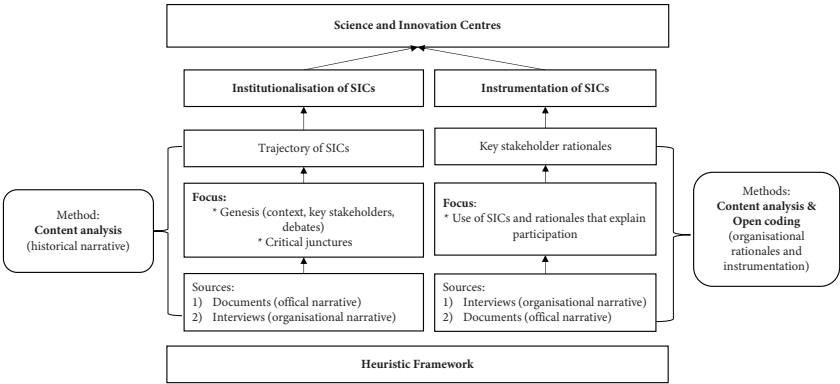 Science and Innovation Centres
Institutionalisation of SICs
Instrumentation of SICs
Trajectory of SICs
Key stakeholder rationales
Method:
Content analysis
(historical narrative)
Focus:
* Genesis (context, key stakeholders,
debates)
* Critical junctures
Focus:
* Use of SICs and rationales that explain
participation
Methods:
Content analysis &
Open coding
(organisational
rationales and
instrumentation)
Sources:
1) Documents (offical narrative)
2) Interviews (organisational narrative)
Sources:
1) Interviews (organisational narrative)
2) Documents (offical narrative)
Heuristic Framework